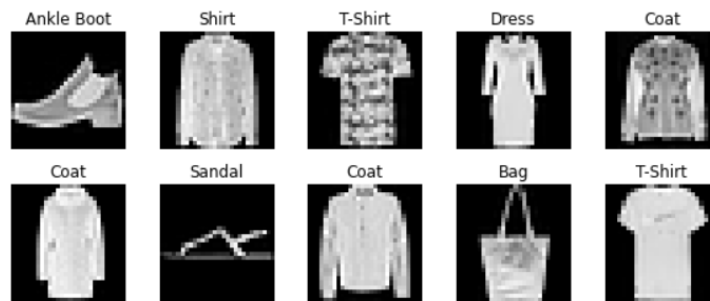 Ankle Boot Shirt T-Shirt Dress Coat
Coat Sandal Coat Bag T-Shirt